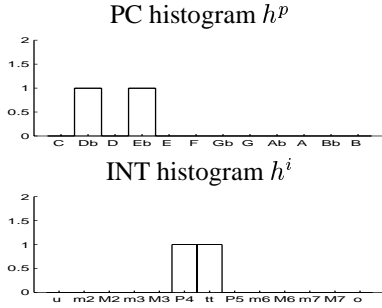 PC histogram h^p
2
1.5
1
0.5
0
C Db D Eb E F Gb G Ab A Bb B
INT histogram h^i
2
1.5
1
0.5
0
u m2 M2 m3 M3 P4 tt P5 m6 M6 m7 M7 o